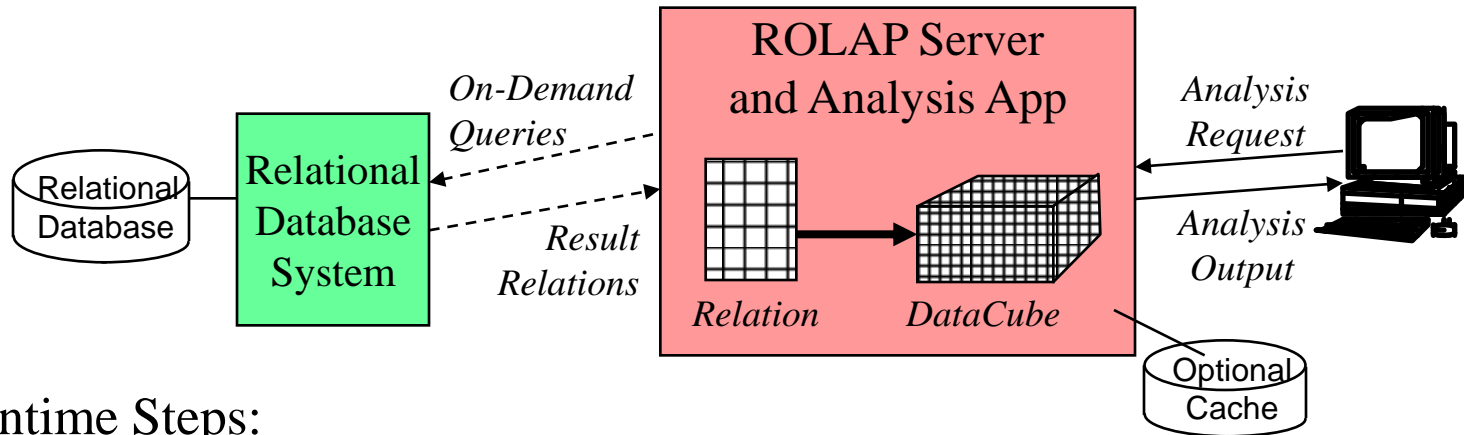 Relational
Database
Relational
Database
System
On-Demand
Queries
Result
Relations
ROLAP Server
and Analysis App
Relation
DataCube
Analysis
Request
Analysis
Output
Optional
Cache
ntime Steps: